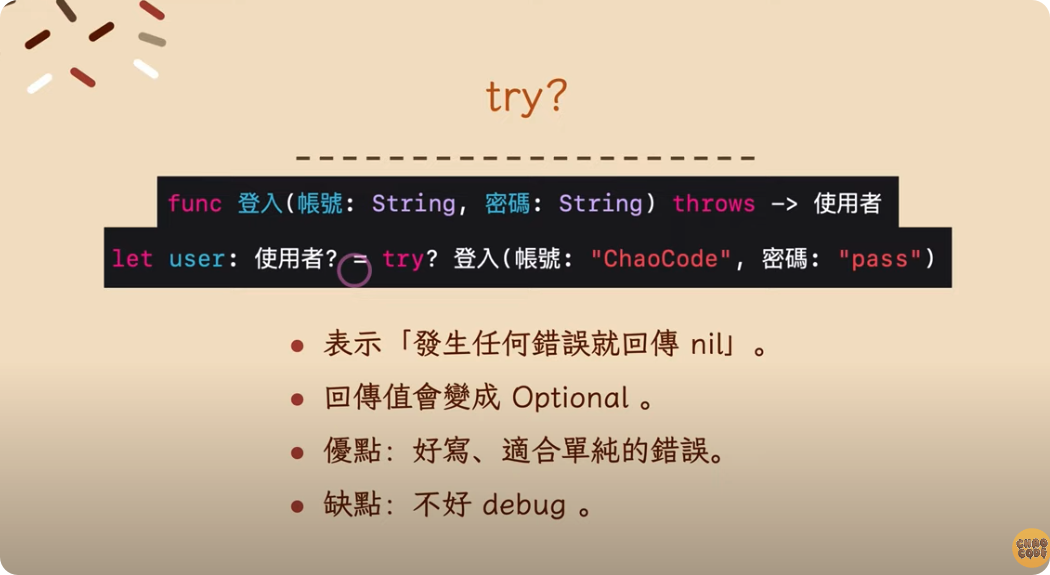 try?
func 登入(帳號: String, 密碼: String) throws -> 使用者
let user: 使用者? = try? 登入(帳號: "ChaoCode", 密碼: "pass")
表示「發生任何錯誤就回傳 nil」。
回傳值會變成 Optional 。
優點: 好寫、適合單純的錯誤。
缺點: 不好 debug 。
CHAO
CODE